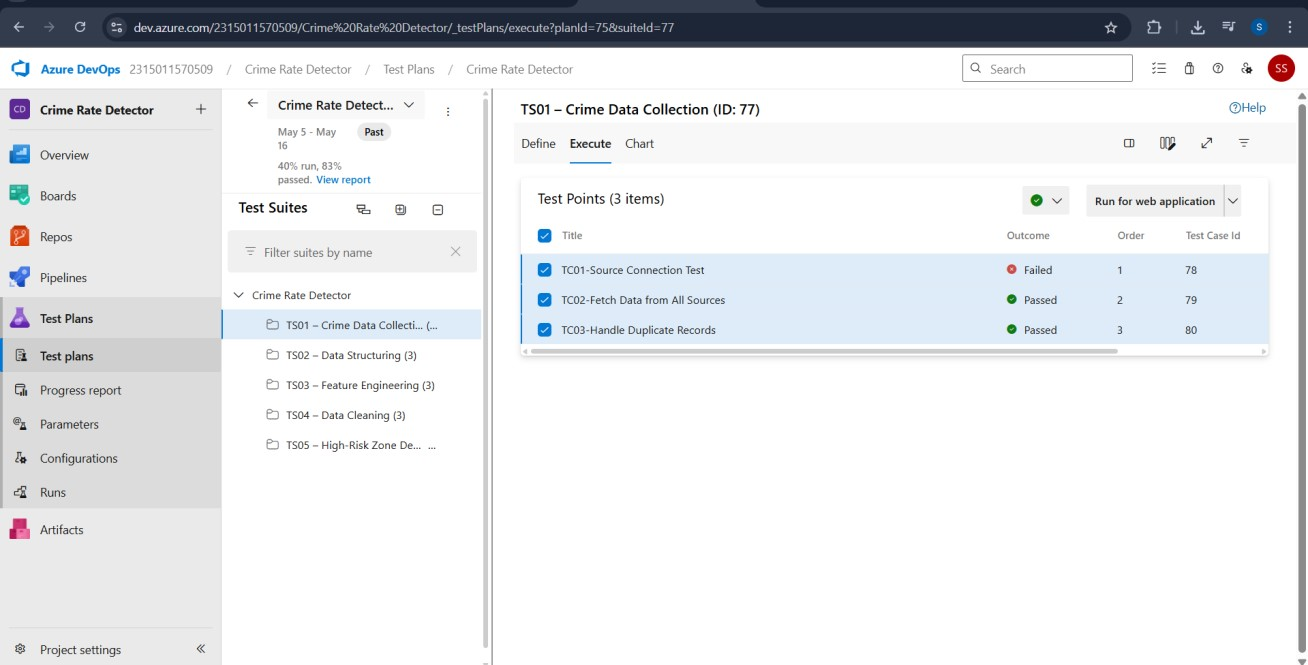 dev.azure.com/2315011570509/Crime%20Rate%20Detector/_testPlans/execute?planId=75&suiteId=77
S
Azure DevOps 2315011570509 / Crime Rate Detector / Test Plans / Crime Rate Detector
Search
SS
CD Crime Rate Detector
Overview
Boards
Repos
Pipelines
Test Plans
Test plans
Progress report
Parameters
Configurations
Runs
Artifacts
Project settings
Crime Rate Detect...
May 5 - May
16
Past
40% run, 83%
passed. View report
Test Suites
Filter suites by name
Crime Rate Detector
TS01 – Crime Data Collecti... (...
TS02 – Data Structuring (3)
TS03 – Feature Engineering (3)
TS04 – Data Cleaning (3)
TS05 – High-Risk Zone De... ...
TS01 – Crime Data Collection (ID: 77)
Help
Define Execute Chart
Test Points (3 items)
Run for web application
Title Outcome Order Test Case Id
TC01-Source Connection Test Failed 1 78
TC02-Fetch Data from All Sources Passed 2 79
TC03-Handle Duplicate Records Passed 3 80